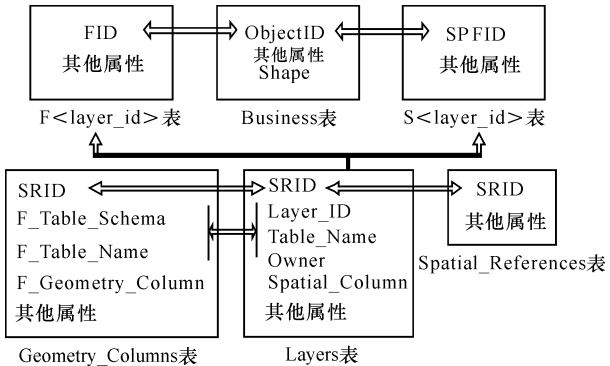 FID
其他属性
ObjectID
其他属性
Shape
SPFID
其他属性
F<layer_id>表
Business表
S<layer_id>表
SRID
F_Table_Schema
F_Table_Name
F_Geometry_Column
其他属性
SRID
Layer_ID
Table_Name
Owner
Spatial_Column
其他属性
SRID
其他属性
Spatial_References表
Geometry_Columns表
Layers表